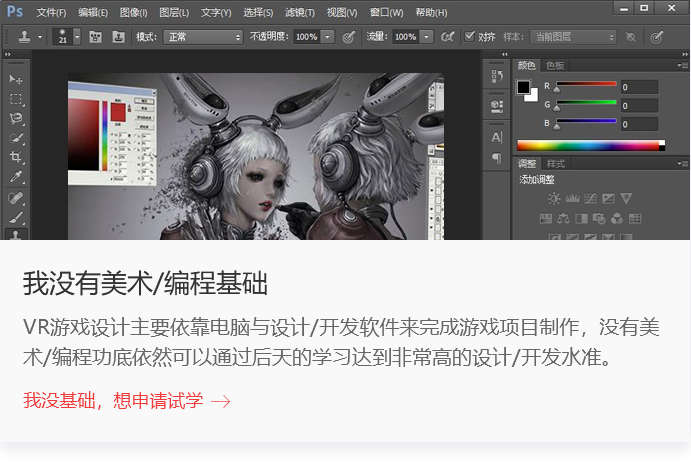 Ps 文件(F) 编辑(E) 图像(I) 图层(L) 文字(Y) 选择(S) 滤镜(T) 视图(V) 窗口(W) 帮助(H)
21 模式: 正常 不透明度: 100% 流量: 100% 对齐 样本: 当前图层
颜色 色板
R 0
G 0
B 0
调整 样式
添加调整
我没有美术/编程基础
VR游戏设计主要依靠电脑与设计/开发软件来完成游戏项目制作，没有美
术/编程功底依然可以通过后天的学习达到非常高的设计/开发水准。
我没基础，想申请试学